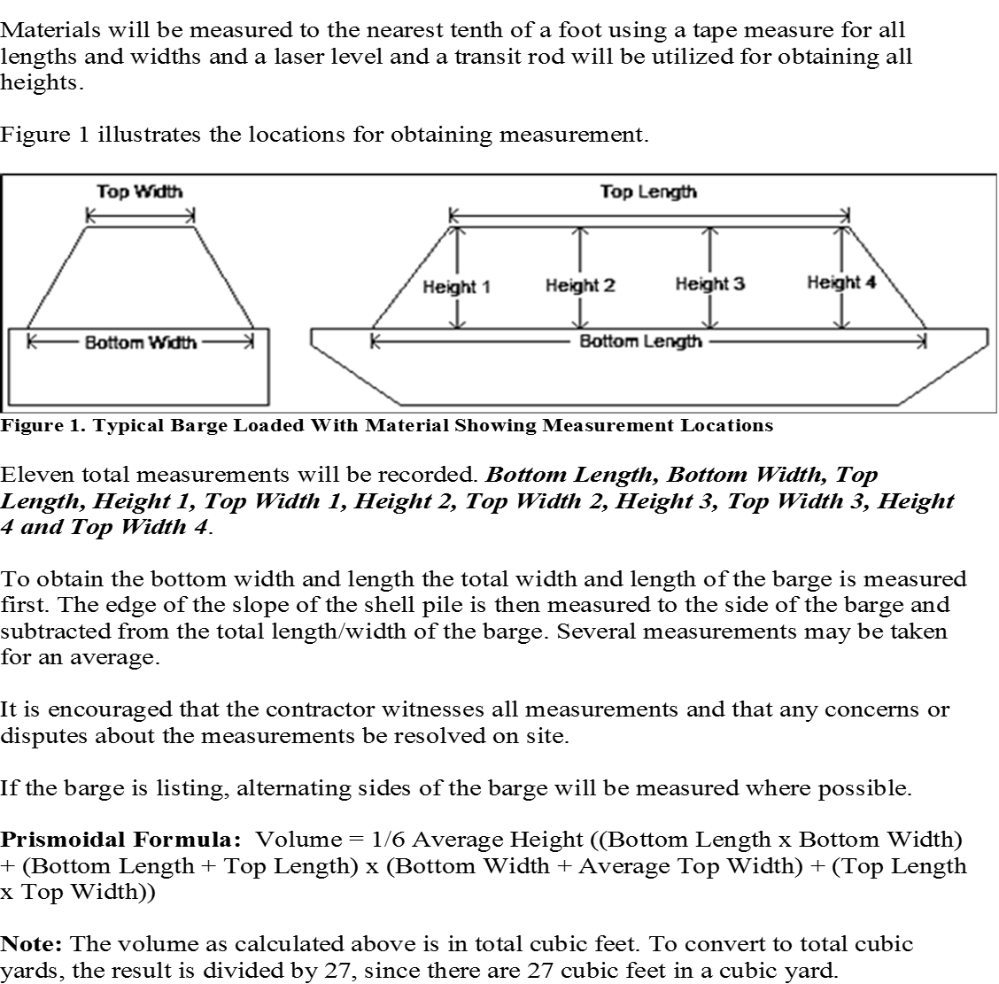 Materials will be measured to the nearest tenth of a foot using a tape measure for all
lengths and widths and a laser level and a transit rod will be utilized for obtaining all
heights.
Figure 1 illustrates the locations for obtaining measurement.
Top Width
Bottom Width
Top Length
Height 1
Height 2
Height 3
Height 4
Bottom Length
Figure 1. Typical Barge Loaded With Material Showing Measurement Locations
Eleven total measurements will be recorded. Bottom Length, Bottom Width, Top
Length, Height 1, Top Width 1, Height 2, Top Width 2, Height 3, Top Width 3, Height
4 and Top Width 4.
To obtain the bottom width and length the total width and length of the barge is measured
first. The edge of the slope of the shell pile is then measured to the side of the barge and
subtracted from the total length/width of the barge. Several measurements may be taken
for an average.
It is encouraged that the contractor witnesses all measurements and that any concerns or
disputes about the measurements be resolved on site.
If the barge is listing, alternating sides of the barge will be measured where possible.
Prismoidal Formula: Volume = 1/6 Average Height ((Bottom Length x Bottom Width)
+ (Bottom Length + Top Length) x (Bottom Width + Average Top Width) + (Top Length
x Top Width))
Note: The volume as calculated above is in total cubic feet. To convert to total cubic
yards, the result is divided by 27, since there are 27 cubic feet in a cubic yard.